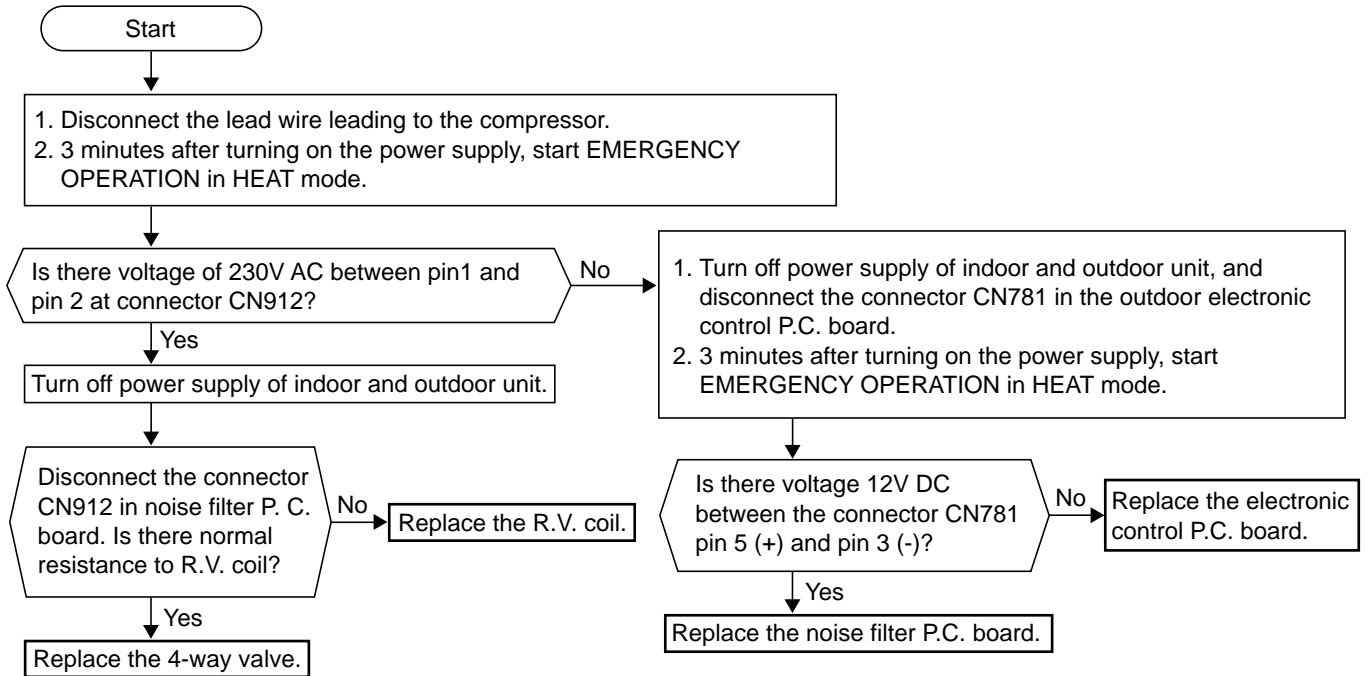 Start
1. Disconnect the lead wire leading to the compressor.
2. 3 minutes after turning on the power supply, start EMERGENCY
OPERATION in HEAT mode.
Is there voltage of 230V AC between pin1 and
pin 2 at connector CN912?
No
Yes
Turn off power supply of indoor and outdoor unit.
Disconnect the connector
CN912 in noise filter P. C.
board. Is there normal
resistance to R.V. coil?
No
Replace the R.V. coil.
Yes
Replace the 4-way valve.
1. Turn off power supply of indoor and outdoor unit, and
disconnect the connector CN781 in the outdoor electronic
control P.C. board.
2. 3 minutes after turning on the power supply, start
EMERGENCY OPERATION in HEAT mode.
Is there voltage 12V DC
between the connector CN781
pin 5 (+) and pin 3 (-)?
No
Replace the electronic
control P.C. board.
Yes
Replace the noise filter P.C. board.